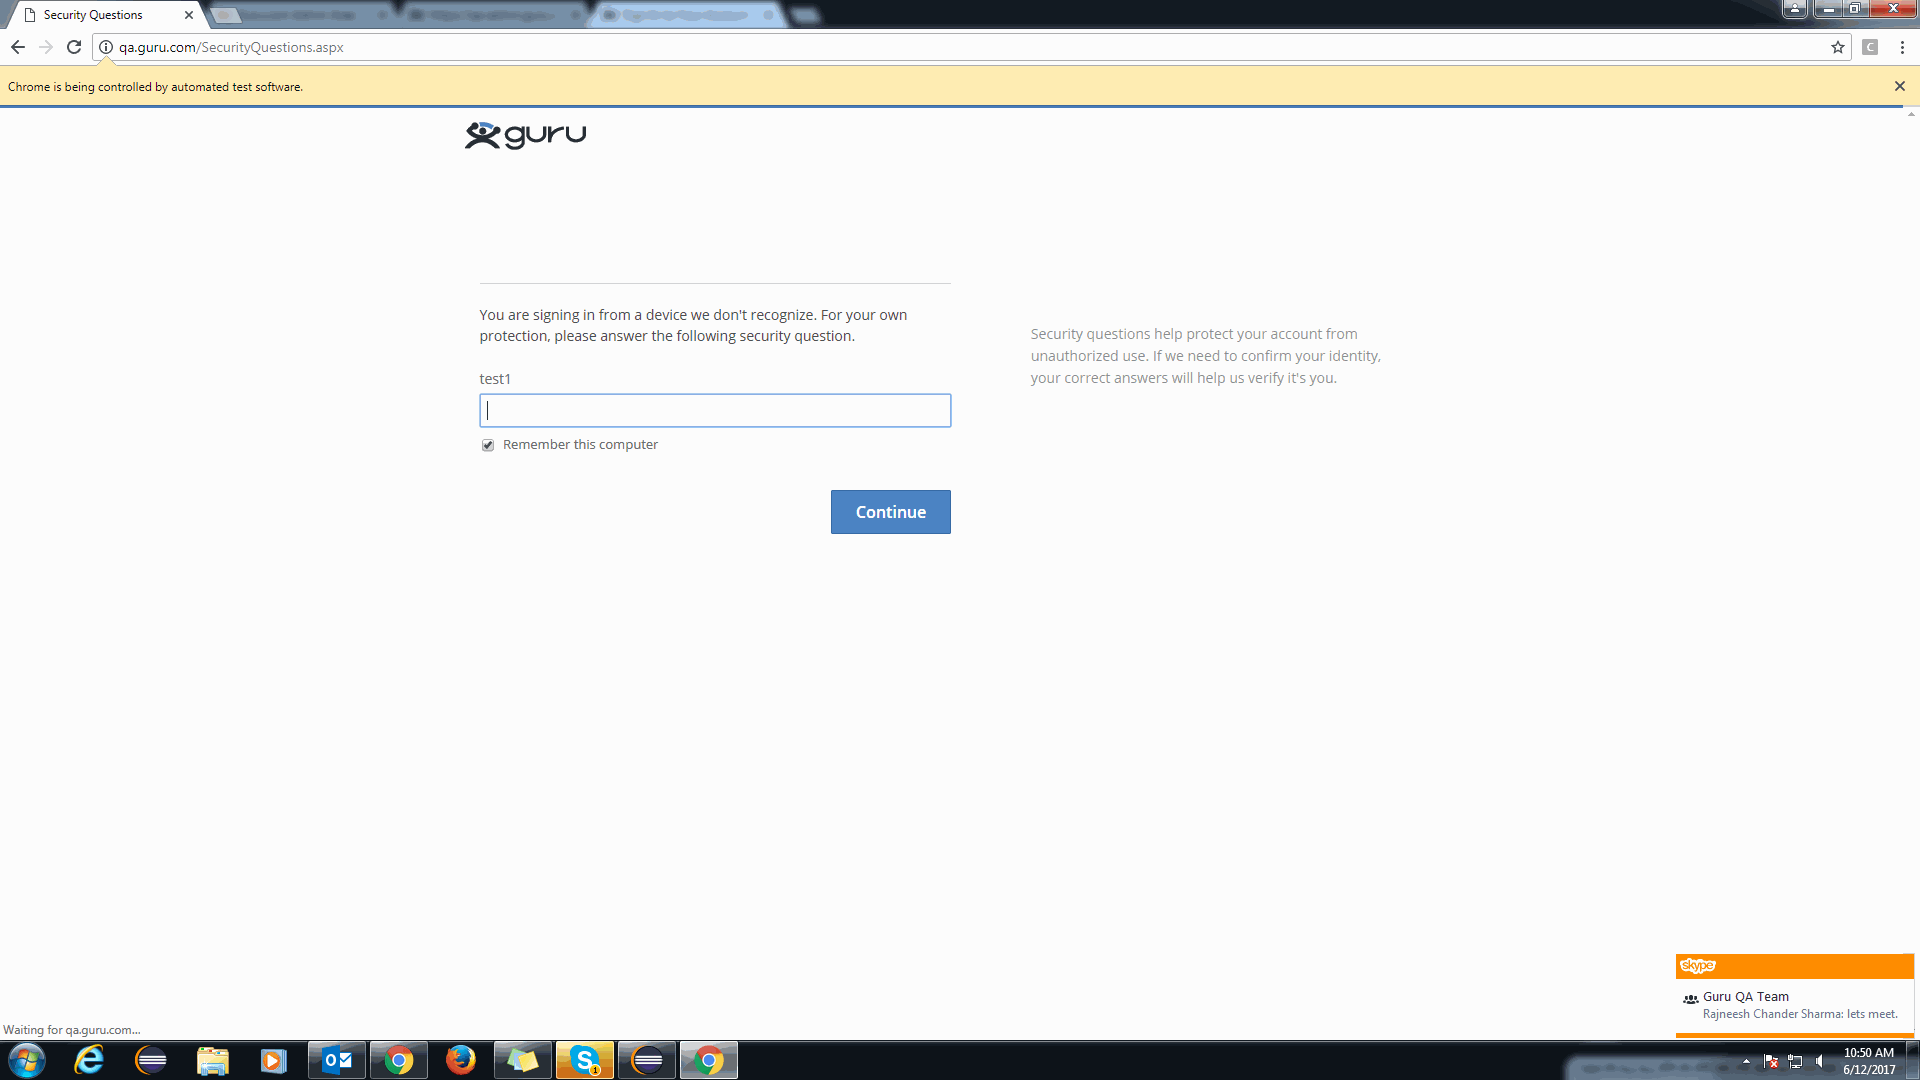 Security Questions
qa.guru.com/SecurityQuestions.aspx
C
Chrome is being controlled by automated test software.
guru
You are signing in from a device we don't recognize. For your own
protection, please answer the following security question.
test1
Remember this computer
Continue
Security questions help protect your account from
unauthorized use. If we need to confirm your identity,
your correct answers will help us verify it's you.
skype
Guru QA Team
Rajneesh Chander Sharma: lets meet.
Waiting for qa.guru.com...
1
10:50 AM
6/12/2017